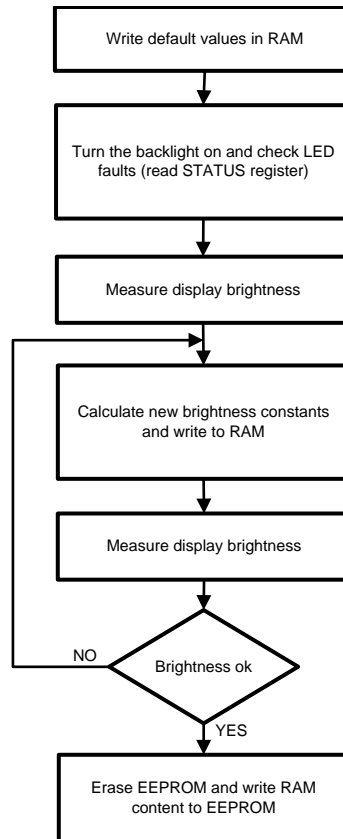 Write default values in RAM
Turn the backlight on and check LED
faults (read STATUS register)
Measure display brightness
Calculate new brightness constants
and write to RAM
Measure display brightness
NO
Brightness ok
YES
Erase EEPROM and write RAM
content to EEPROM